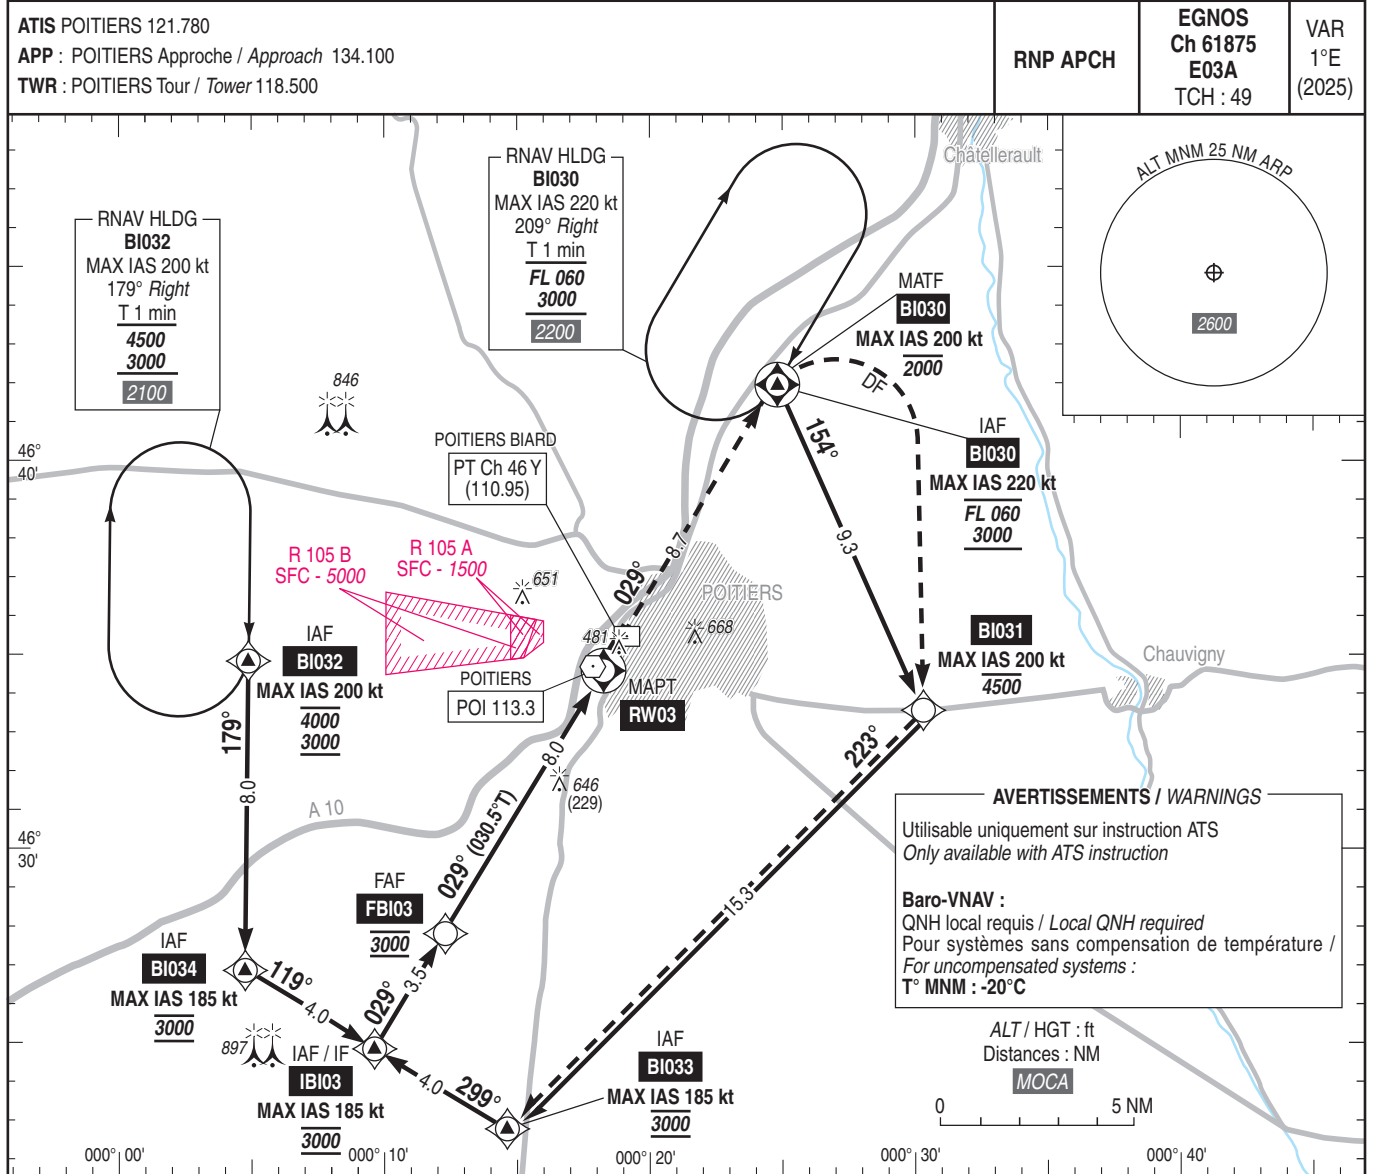 ATIS POITIERS 121.780
APP : POITIERS Approche / Approach 134.100
TWR : POITIERS Tour / Tower 118.500
RNP APCH
EGNOS
Ch 61875
E03A
TCH : 49
VAR
1°E
(2025)
ALT MNM 25 NM ARP
2600
Châtellerault
RNAV HLDG
BI030
MAX IAS 220 kt
209° Right
T 1 min
FL 060
3000
2200
RNAV HLDG
BI032
MAX IAS 200 kt
179° Right
T 1 min
4500
3000
2100
MATF
BI030
MAX IAS 200 kt
2000
DF
846
154°
IAF
BI030
MAX IAS 220 kt
FL 060
3000
POITIERS BIARD
PT Ch 46 Y
(110.95)
46°
40'
9.3
8.7
029°
R 105 B
SFC - 5000
R 105 A
SFC - 1500
651
POITIERS
668
481
BI031
MAX IAS 200 kt
4500
Chauvigny
IAF
BI032
MAX IAS 200 kt
4000
3000
POITIERS
POI 113.3
MAPT
RW03
179°
8.0
223°
8.0
646
(229)
A 10
029° (030.5°T)
46°
30'
AVERTISSEMENTS / WARNINGS
Utilisable uniquement sur instruction ATS
Only available with ATS instruction
Baro-VNAV :
QNH local requis / Local QNH required
Pour systèmes sans compensation de température /
For uncompensated systems :
T° MNM : -20°C
15.3
FAF
FBI03
3000
IAF
BI034
MAX IAS 185 kt
3000
119°
4.0
029°
3.5
897
IAF / IF
IBI03
MAX IAS 185 kt
3000
4.0
299°
IAF
BI033
MAX IAS 185 kt
3000
ALT / HGT : ft
Distances : NM
MOCA
0 5 NM
000° 00' 000° 10' 000° 20' 000° 30' 000° 40'